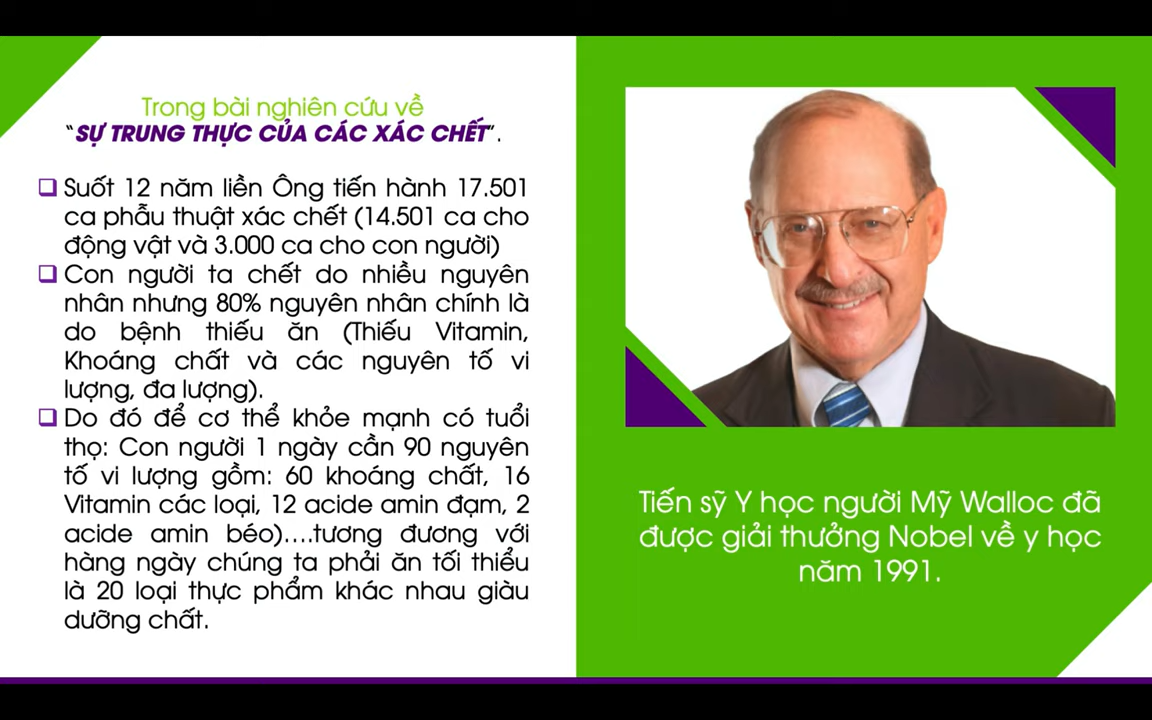 Trong bài nghiên cứu về
“SỰ TRUNG THỰC CỦA CÁC XÁC CHẾT”.
Suốt 12 năm liền Ông tiến hành 17.501
ca phẫu thuật xác chết (14.501 ca cho
động vật và 3.000 ca cho con người)
Con người ta chết do nhiều nguyên
nhân nhưng 80% nguyên nhân chính là
do bệnh thiếu ăn (Thiếu Vitamin,
Khoáng chất và các nguyên tố vi
lượng, đa lượng).
Do đó để cơ thể khỏe mạnh có tuổi
thọ: Con người 1 ngày cần 90 nguyên
tố vi lượng gồm: 60 khoáng chất, 16
Vitamin các loại, 12 acide amin đạm, 2
acide amin béo)....tương đương với
hàng ngày chúng ta phải ăn tối thiểu
là 20 loại thực phẩm khác nhau giàu
dưỡng chất.
Tiến sỹ Y học người Mỹ Walloc đã
được giải thưởng Nobel về y học
năm 1991.